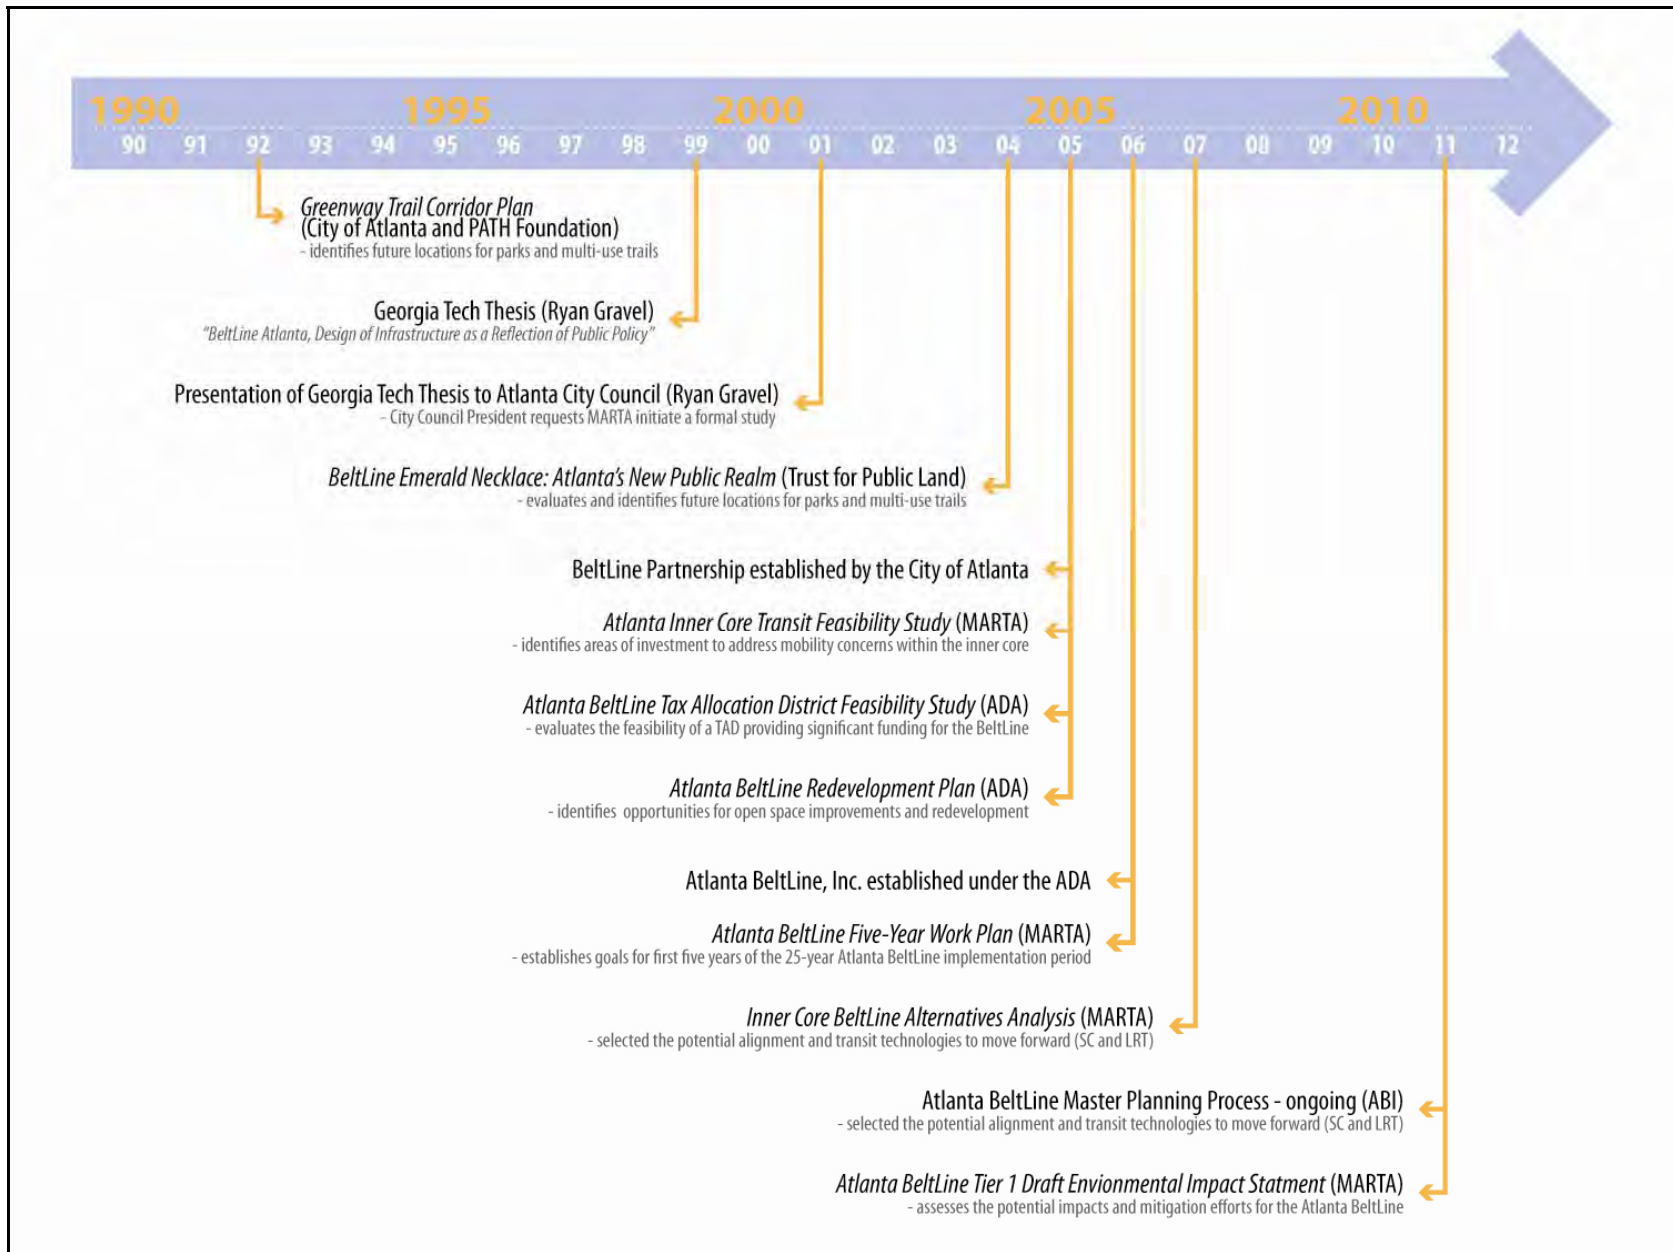 1990 1995 2000 2005 2010
90 91 92 93 94 95 96 97 98 99 00 01 02 03 04 05 06 07 08 09 10 11 12
Greenway Trail Corridor Plan
(City of Atlanta and PATH Foundation)
- identifies future locations for parks and multi-use trails
Georgia Tech Thesis (Ryan Gravel)
"BeltLine Atlanta, Design of Infrastructure as a Reflection of Public Policy"
Presentation of Georgia Tech Thesis to Atlanta City Council (Ryan Gravel)
- City Council President requests MARTA initiate a formal study
BeltLine Emerald Necklace: Atlanta's New Public Realm (Trust for Public Land)
- evaluates and identifies future locations for parks and multi-use trails
BeltLine Partnership established by the City of Atlanta
Atlanta Inner Core Transit Feasibility Study (MARTA)
- identifies areas of investment to address mobility concerns within the inner core
Atlanta BeltLine Tax Allocation District Feasibility Study (ADA)
- evaluates the feasibility of a TAD providing significant funding for the BeltLine
Atlanta BeltLine Redevelopment Plan (ADA)
- identifies opportunities for open space improvements and redevelopment
Atlanta BeltLine, Inc. established under the ADA
Atlanta BeltLine Five-Year Work Plan (MARTA)
- establishes goals for first five years of the 25-year Atlanta BeltLine implementation period
Inner Core BeltLine Alternatives Analysis (MARTA)
- selected the potential alignment and transit technologies to move forward (SC and LRT)
Atlanta BeltLine Master Planning Process - ongoing (ABI)
- selected the potential alignment and transit technologies to move forward (SC and LRT)
Atlanta BeltLine Tier 1 Draft Envionmental Impact Statment (MARTA)
- assesses the potential impacts and mitigation efforts for the Atlanta BeltLine